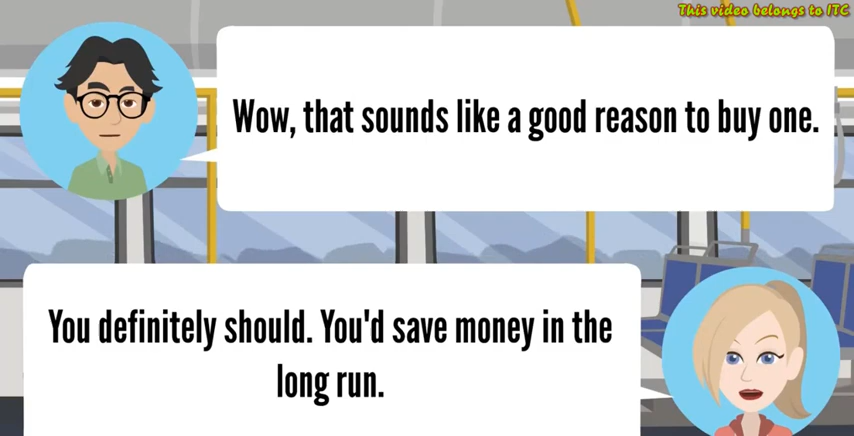 This video belongs to ITC
Wow, that sounds like a good reason to buy one.
You definitely should. You'd save money in the
long run.